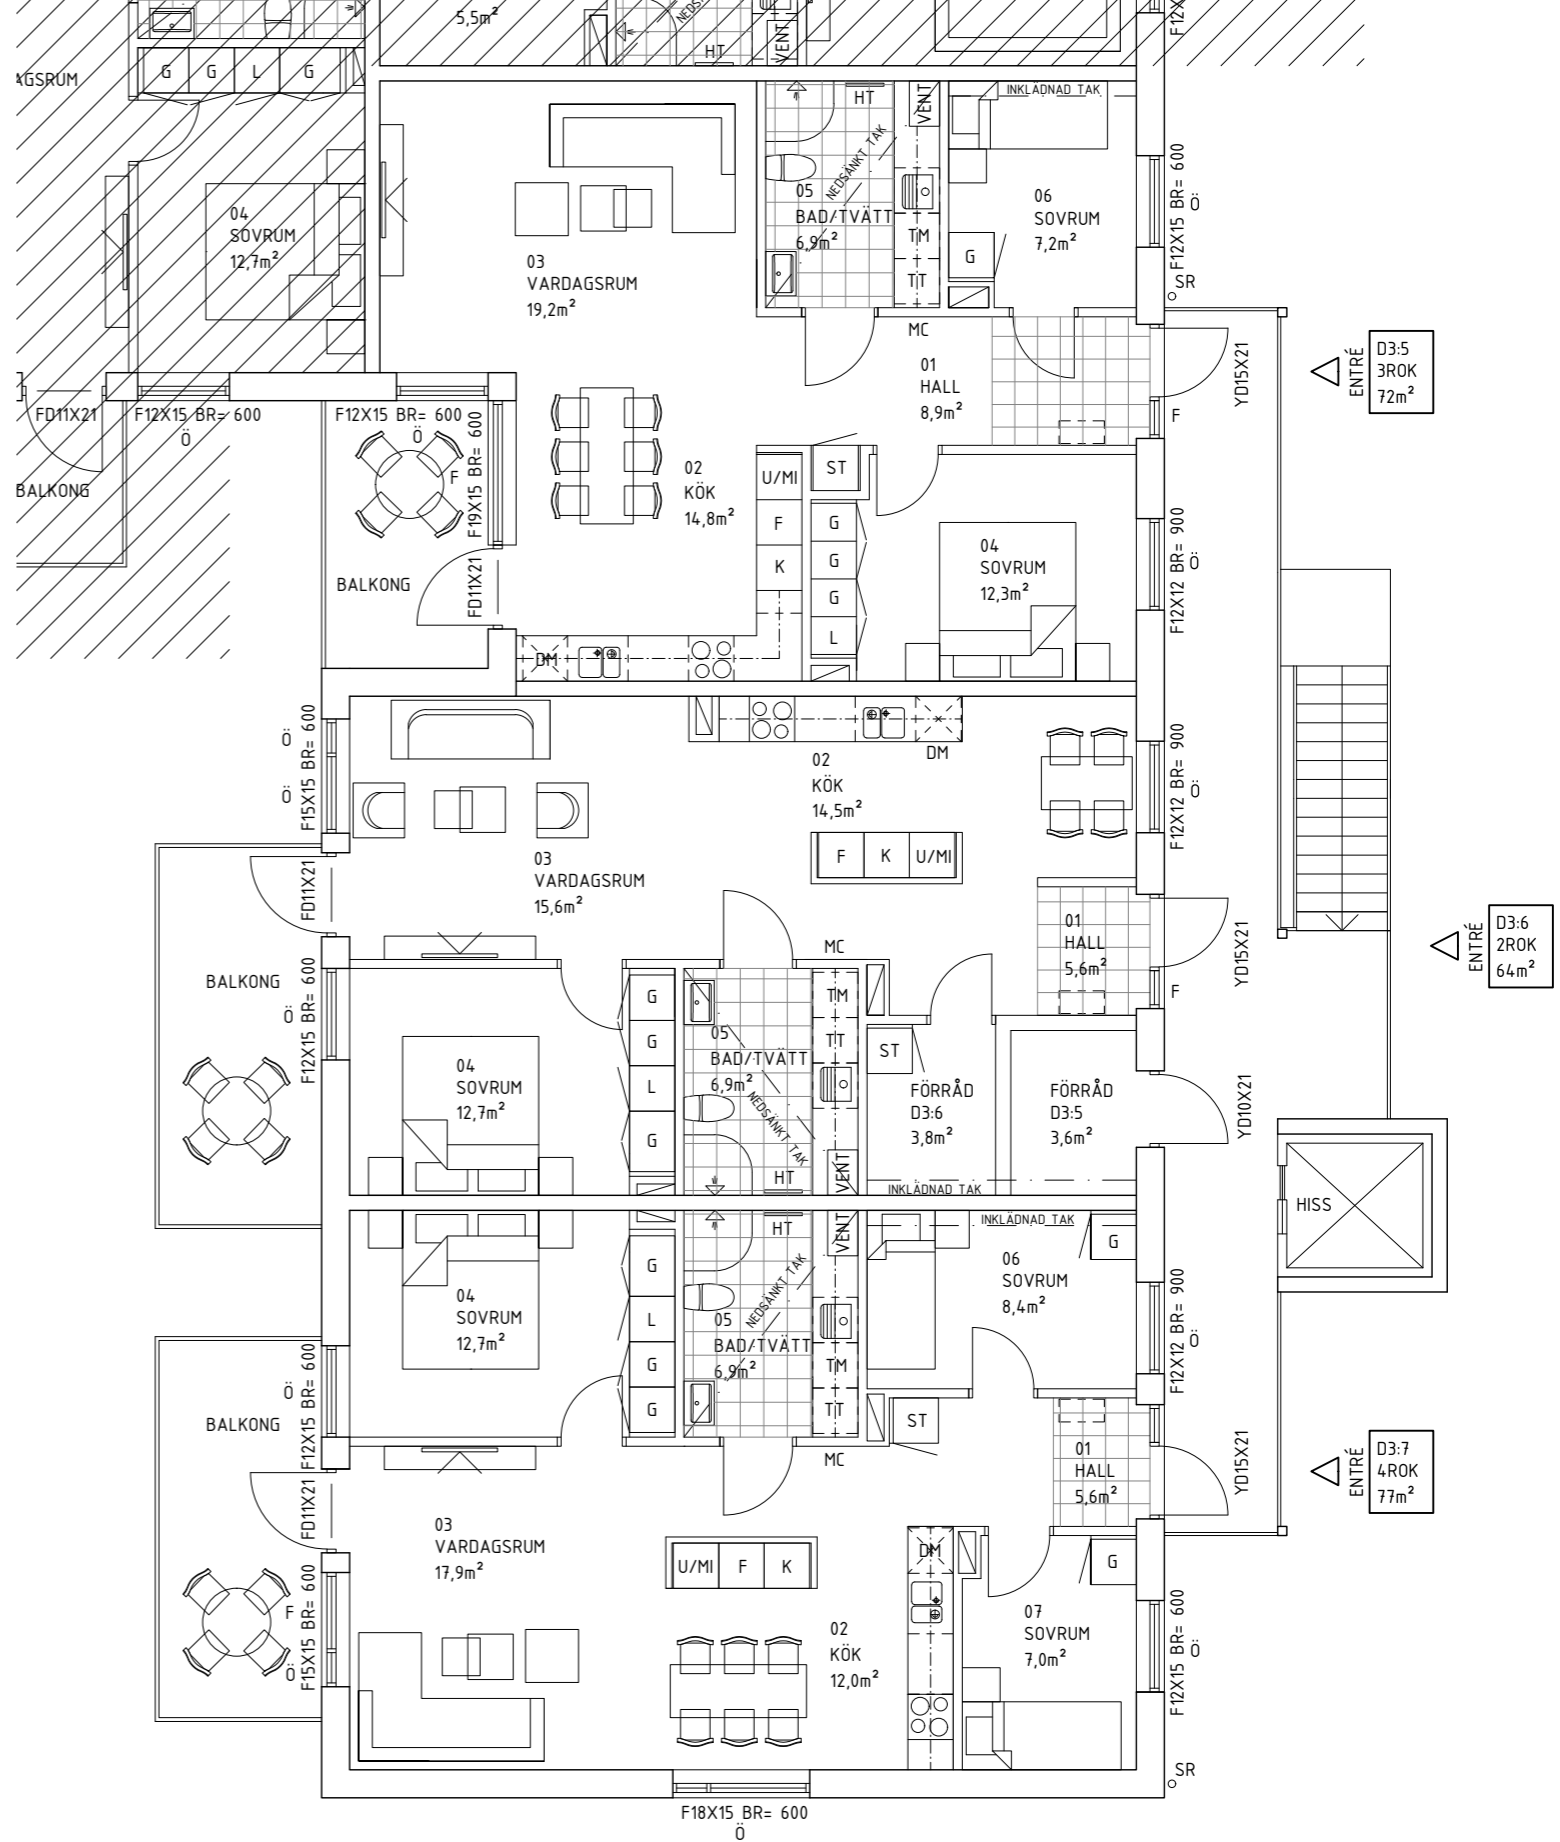 5,5m²
NEDSÄ
HT
VENT
F12X
G
G
L
G
AGSRUM
04
SOVRUM
12,7m²
FD11X21
F12X15 BR= 600
Ö
BALKONG
03
VARDAGSRUM
19,2m²
HT
VENT
NEDSÄNKT TAK
05
BAD/TVÄTT
6,9m²
TM
TT
MC
INKLÄDNAD TAK
06
SOVRUM
7,2m²
G
F12X15 BR= 600
Ö
SR
01
HALL
8,9m²
YD15X21
F
ENTRÉ
D3:5
3ROK
72m²
F12X15 BR= 600
Ö
F
F19X15 BR= 600
BALKONG
FD11X21
02
KÖK
14,8m²
U/MI
F
K
ST
G
G
G
L
DM
04
SOVRUM
12,3m²
F12X12 BR= 900
Ö
Ö
Ö
F15X15 BR= 600
02
KÖK
14,5m²
DM
F
K
U/MI
F12X12 BR= 900
Ö
03
VARDAGSRUM
15,6m²
FD11X21
BALKONG
Ö
F12X15 BR= 600
01
HALL
5,6m²
YD15X21
F
ENTRÉ
D3:6
2ROK
64m²
MC
G
G
L
G
04
SOVRUM
12,7m²
05
BAD/TVÄTT
6,9m²
NEDSÄNKT TAK
HT
TM
TT
VENT
ST
FÖRRÅD
D3:6
3,8m²
FÖRRÅD
D3:5
3,6m²
INKLÄDNAD TAK
YD10X21
HISS
04
SOVRUM
12,7m²
G
L
G
G
HT
VENT
NEDSÄNKT TAK
05
BAD/TVÄTT
6,9m²
TM
TT
MC
INKLÄDNAD TAK
G
06
SOVRUM
8,4m²
F12X12 BR= 900
Ö
ST
01
HALL
5,6m²
YD15X21
ENTRÉ
D3:7
4ROK
77m²
BALKONG
Ö
F12X15 BR= 600
FD11X21
F
Ö
F15X15 BR= 600
03
VARDAGSRUM
17,9m²
U/MI
F
K
DM
02
KÖK
12,0m²
G
07
SOVRUM
7,0m²
F12X15 BR= 600
Ö
SR
F18X15 BR= 600
Ö